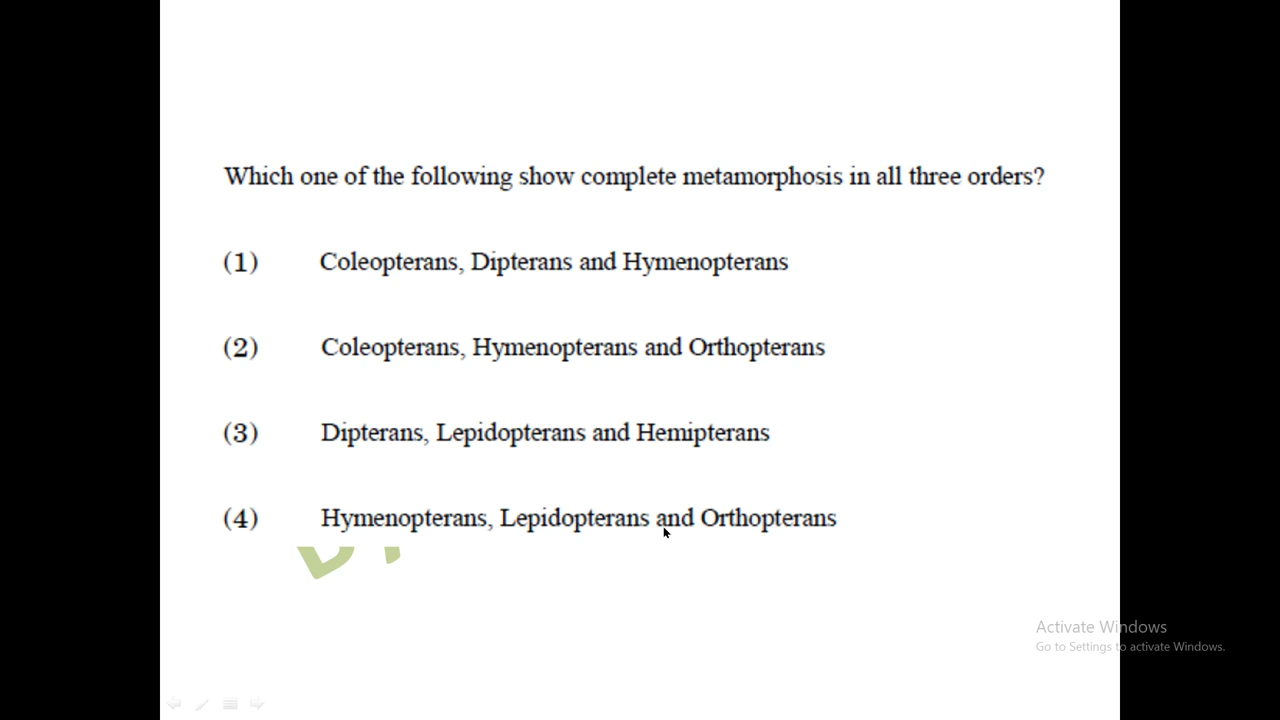 Which one of the following show complete metamorphosis in all three orders?
(1) Coleopterans, Dipterans and Hymenopterans
(2) Coleopterans, Hymenopterans and Orthopterans
(3) Dipterans, Lepidopterans and Hemipterans
(4) Hymenopterans, Lepidopterans and Orthopterans
Activate Windows
Go to Settings to activate Windows.